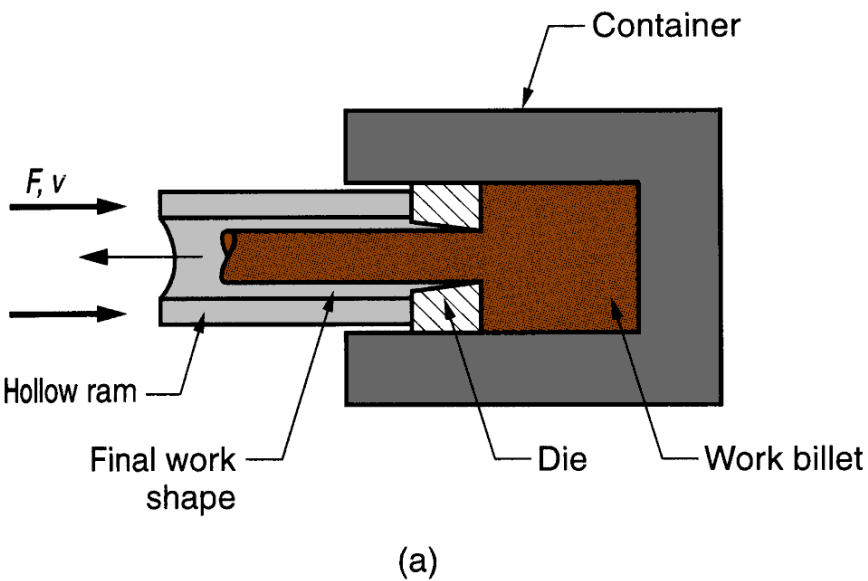 Container
F, v
Hollow ram
Final work
shape
Die
Work billet
(a)